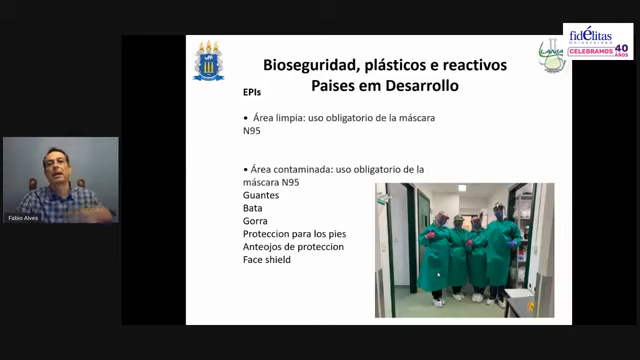 fidélitas
Universidad
CELEBRAMOS 40 AÑOS
Bioseguridad, plásticos e reactivos
Paises em Desarrollo
EPIs
• Área limpia: uso obligatorio de la máscara
N95
• Área contaminada: uso obligatorio de la
máscara N95
Guantes
Bata
Gorra
Proteccion para los pies
Anteojos de proteccion
Face shield
Fabio Alves